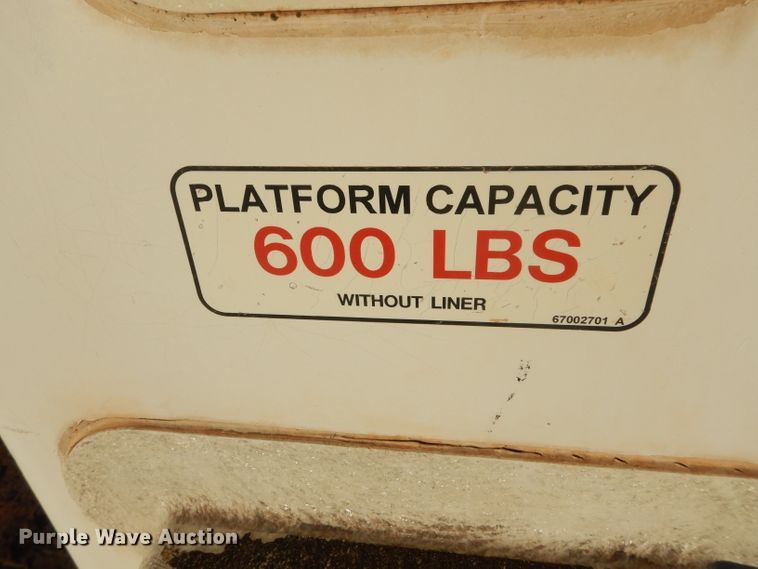 PLATFORM CAPACITY
600 LBS
WITHOUT LINER
67002701 A
Purple Wave Auction